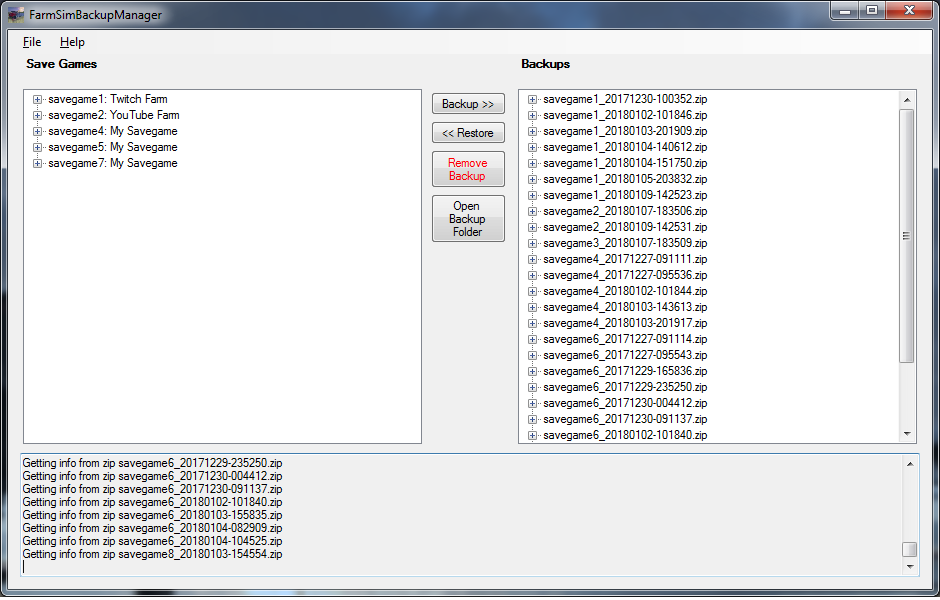 FarmSimBackupManager
File Help
Save Games
Backups
savegame1: Twitch Farm
savegame2: YouTube Farm
savegame4: My Savegame
savegame5: My Savegame
savegame7: My Savegame
Backup >>
<< Restore
Remove
Backup
Open
Backup
Folder
savegame1_20171230-100352.zip
savegame1_20180102-101846.zip
savegame1_20180103-201909.zip
savegame1_20180104-140612.zip
savegame1_20180104-151750.zip
savegame1_20180105-203832.zip
savegame1_20180109-142523.zip
savegame2_20180107-183506.zip
savegame2_20180109-142531.zip
savegame3_20180107-183509.zip
savegame4_20171227-091111.zip
savegame4_20171227-095536.zip
savegame4_20180102-101844.zip
savegame4_20180103-143613.zip
savegame4_20180103-201917.zip
savegame6_20171227-091114.zip
savegame6_20171227-095543.zip
savegame6_20171229-165836.zip
savegame6_20171229-235250.zip
savegame6_20171230-004412.zip
savegame6_20171230-091137.zip
savegame6_20180102-101840.zip
Getting info from zip savegame6_20171229-235250.zip
Getting info from zip savegame6_20171230-004412.zip
Getting info from zip savegame6_20171230-091137.zip
Getting info from zip savegame6_20180102-101840.zip
Getting info from zip savegame6_20180103-155835.zip
Getting info from zip savegame6_20180104-082909.zip
Getting info from zip savegame6_20180104-104525.zip
Getting info from zip savegame8_20180103-154554.zip